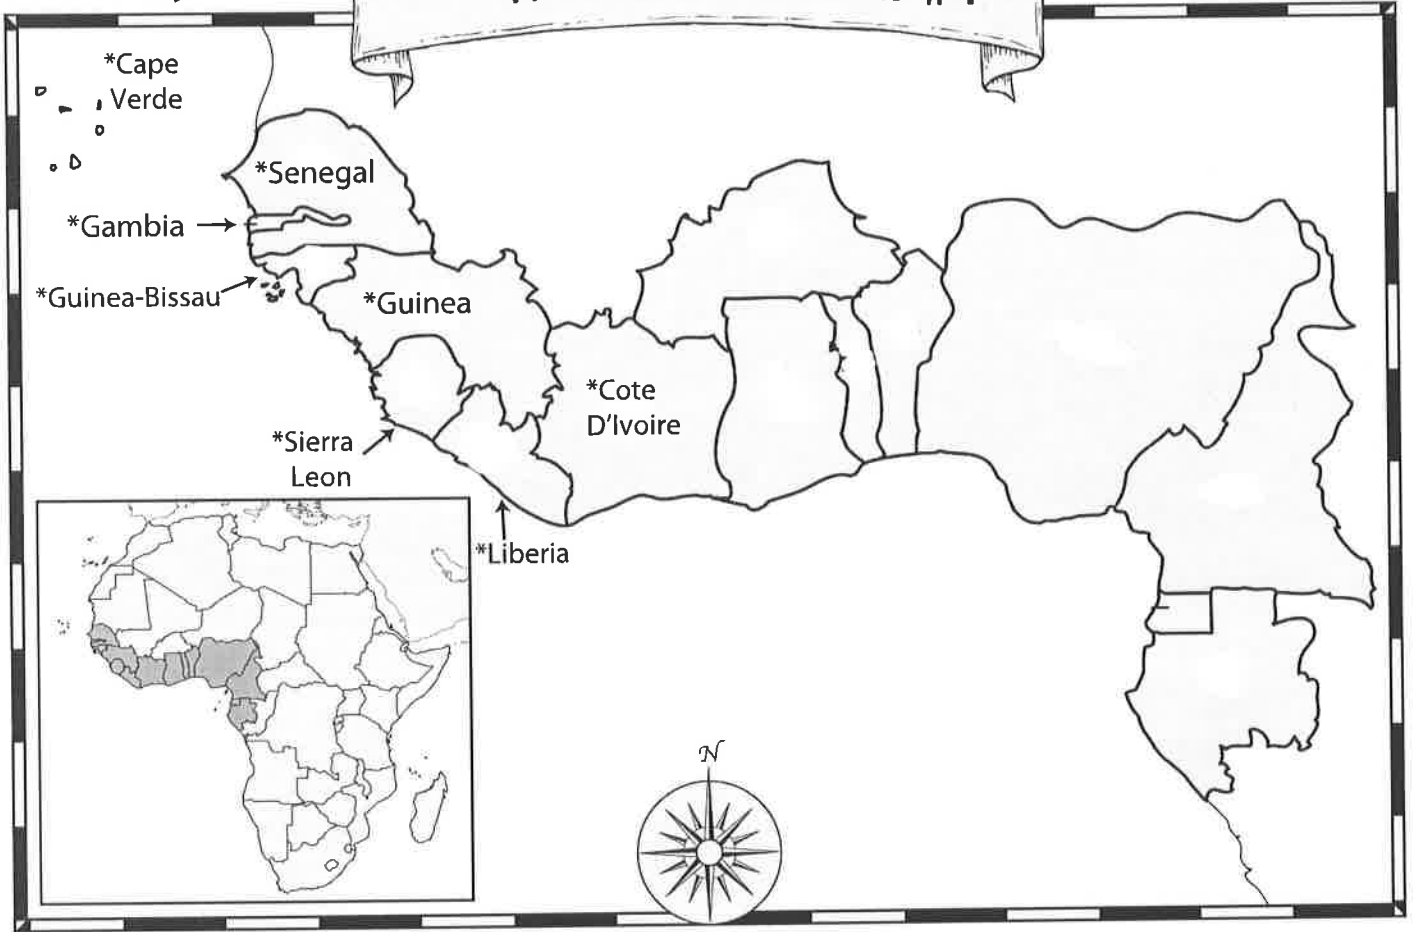 *Cape
Verde
*Senegal
*Gambia
*Guinea-Bissau
*Guinea
*Cote
D'Ivoire
*Sierra
Leon
*Liberia
N